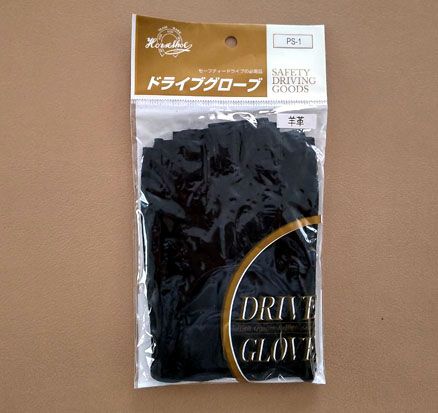 Horseshoe
PS-1
セーフティードライブの必需品
ドライブグローブ
SAFETY
DRIVING
GOODS
羊革
DRIVE
GLOVE